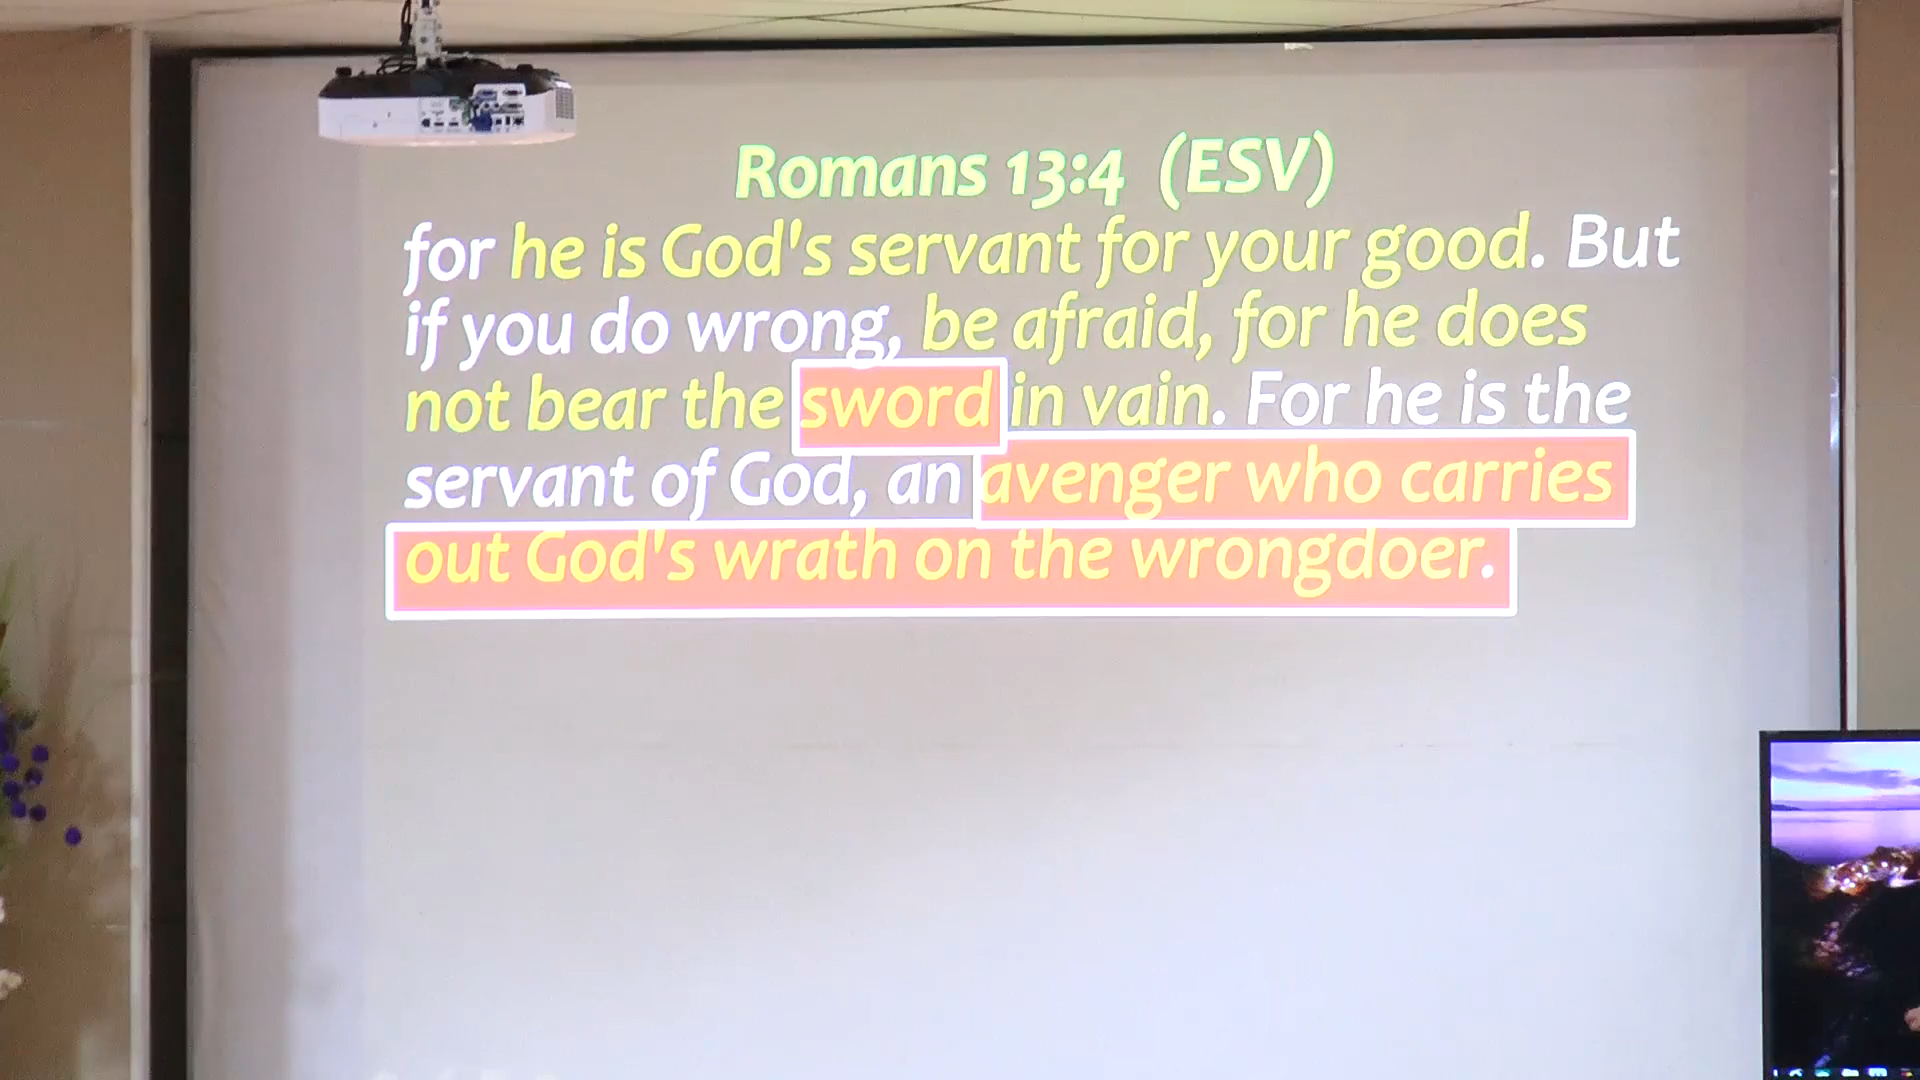 Romans 13:4 (ESV)
for he is God's servant for your good. But
if you do wrong, be afraid, for he does
not bear the sword in vain. For he is the
servant of God, an avenger who carries
out God's wrath on the wrongdoer.